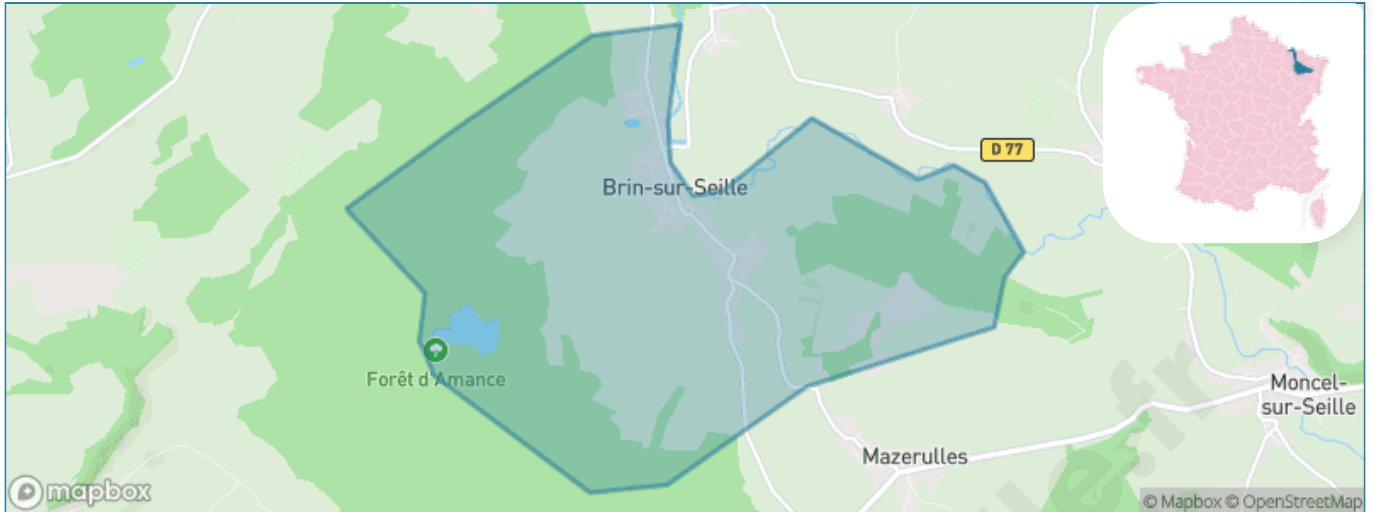 D 77
Brin-sur-Seille
Forêt d'Amance
Moncel-
sur-Seille
Mazerulles
mapbox
© Mapbox © OpenStreetMap